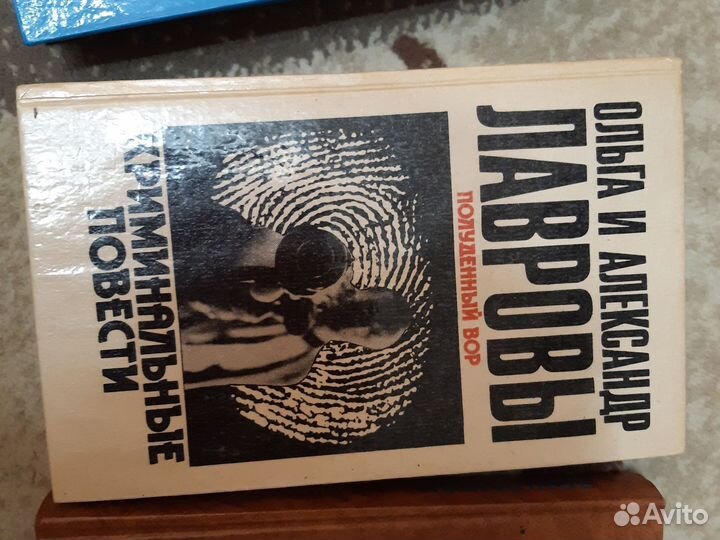 ОЛЬГА И АЛЕКСАНДР
ЛАВРОВЫ
ПОЛУДЕННЫЙ ВОР
КРИМИНАЛЬНЫЕ
ПОВЕСТИ
Avito